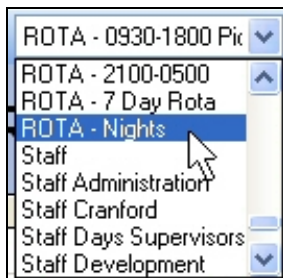 ROTA - 0930-1800 Pic
ROTA - 2100-0500
ROTA - 7 Day Rota
ROTA - Nights
Staff
Staff Administration
Staff Cranford
Staff Days Supervisors
Staff Development